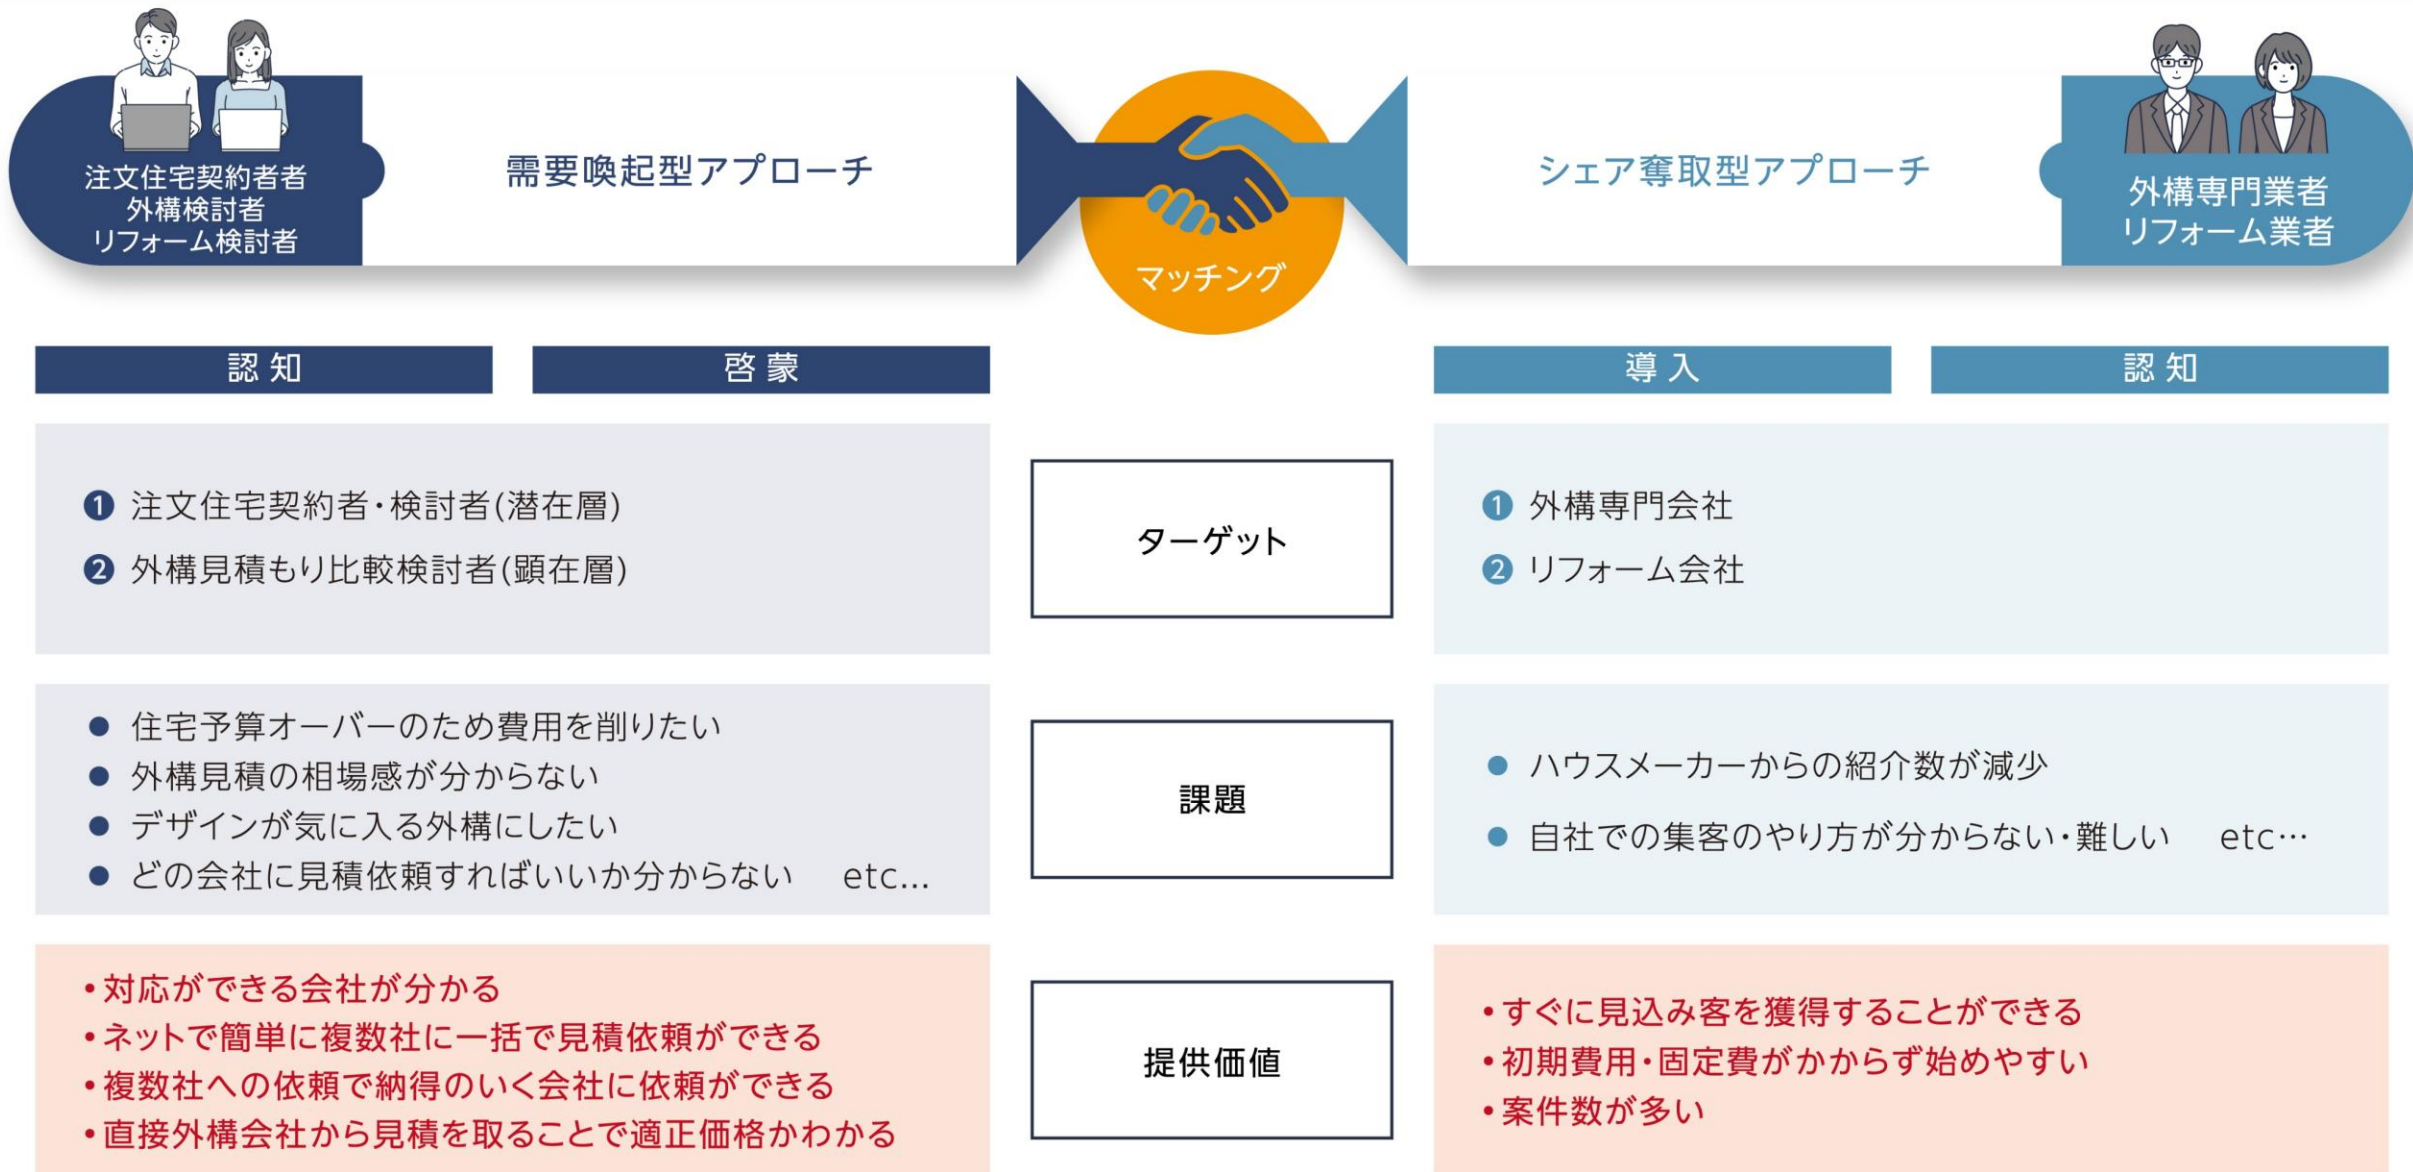 注文住宅契約者者
外構検討者
リフォーム検討者
需要喚起型アプローチ
マッチング
シェア奪取型アプローチ
外構専門業者
リフォーム業者
認知
啓蒙
導入
認知
❶ 注文住宅契約者・検討者(潜在層)
❷ 外構見積もり比較検討者(顕在層)
ターゲット
❶ 外構専門会社
❷ リフォーム会社
● 住宅予算オーバーのため費用を削りたい
● 外構見積の相場感が分からない
● デザインが気に入る外構にしたい
● どの会社に見積依頼すればいいか分からない etc...
課題
● ハウスメーカーからの紹介数が減少
● 自社での集客のやり方が分からない・難しい etc…
•対応ができる会社が分かる
•ネットで簡単に複数社に一括で見積依頼ができる
•複数社への依頼で納得のいく会社に依頼ができる
•直接外構会社から見積を取ることで適正価格かわかる
提供価値
•すぐに見込み客を獲得することができる
•初期費用・固定費がかからず始めやすい
•案件数が多い